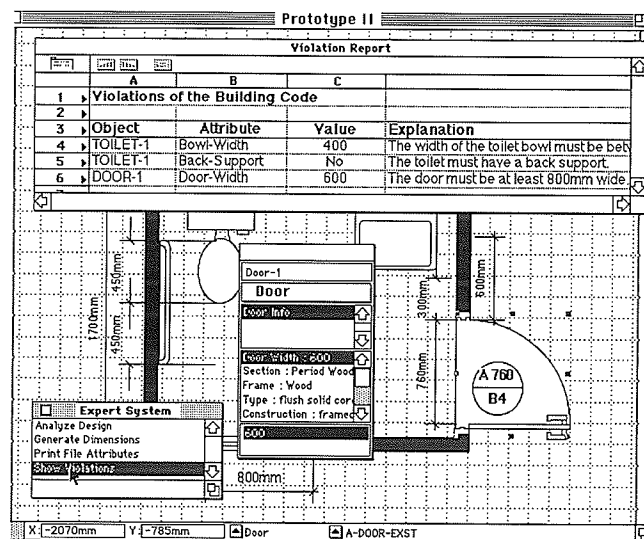 Prototype II
Violation Report
A B C
1 Violations of the Building Code
2
3 Object Attribute Value Explanation
4 TOILET-1 Bowl-Width 400 The width of the toilet bowl must be betw
5 TOILET-1 Back-Support No The toilet must have a back support.
6 DOOR-1 Door-Width 600 The door must be at least 800mm wide.
Door-1
Door
Door Info
Door Width : 600
Section : Period Wood
Frame : Wood
Type : flush solid cor
Construction : framed
600
1700mm
450mm
450mm
300mm
600mm
760mm
A 760
B4
Expert System
Analyze Design
Generate Dimensions
Print File Attributes
Show Violations
800mm
X: -2070mm Y: -785mm Door A-DOOR-EXST